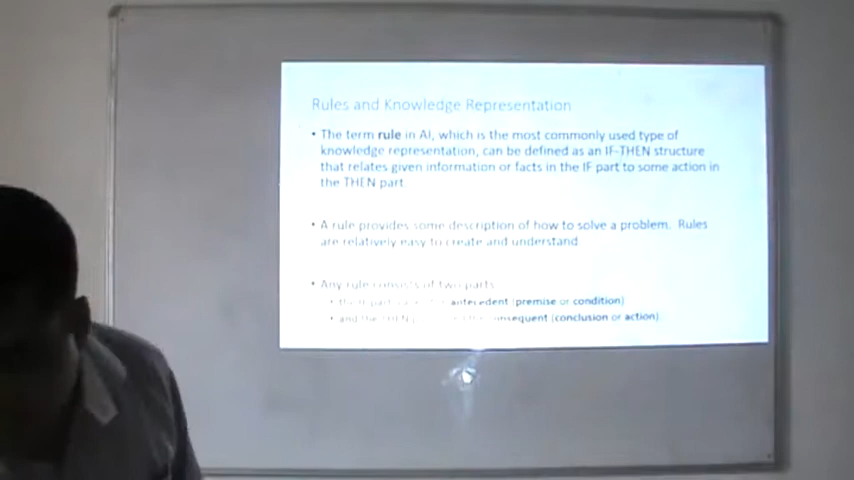 Rules and Knowledge Representation
• The term rule in AI, which is the most commonly used type of
knowledge representation, can be defined as an IF-THEN structure
that relates given information or facts in the IF part to some action in
the THEN part
• A rule provides some description of how to solve a problem. Rules
are relatively easy to create and understand
• Any rule consists of two parts
• the IF part antecedent (premise or condition)
• and the THEN the consequent (conclusion or action)